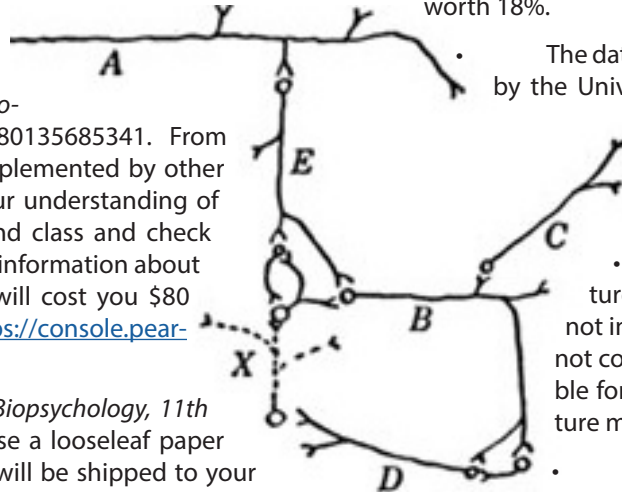 worth 18%.
• The dat
by the Univ
o-
80135685341. From
plemented by other
ur understanding of
nd class and check
information about
will cost you $80
ps://console.pear-
Biopsychology, 11th
se a looseleaf paper
will be shipped to your
•
ture
not in
not co
ble for
ture m
•
A
E
C
B
X
D